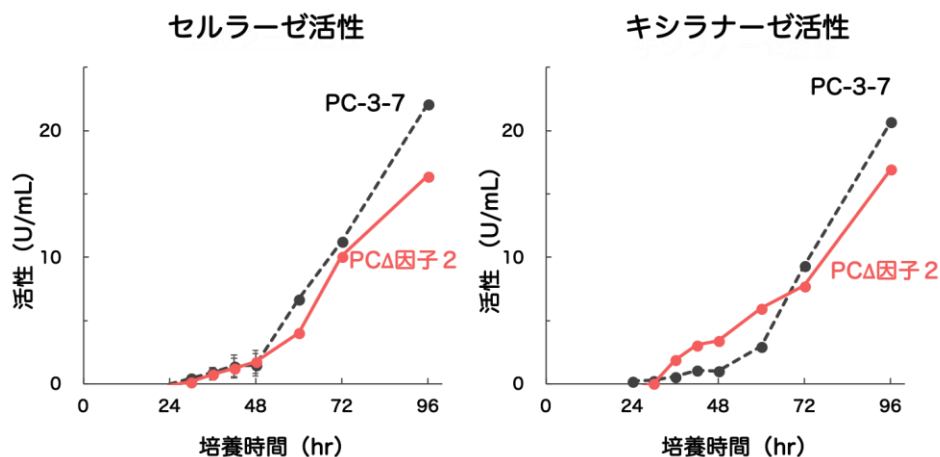 セルラーゼ活性
活性（U/mL）
20
10
0
PC-3-7
PCΔ因子２
0
24
48
72
96
培養時間（hr）
キシラナーゼ活性
活性（U/mL）
20
10
0
PC-3-7
PCΔ因子２
0
24
48
72
96
培養時間（hr）